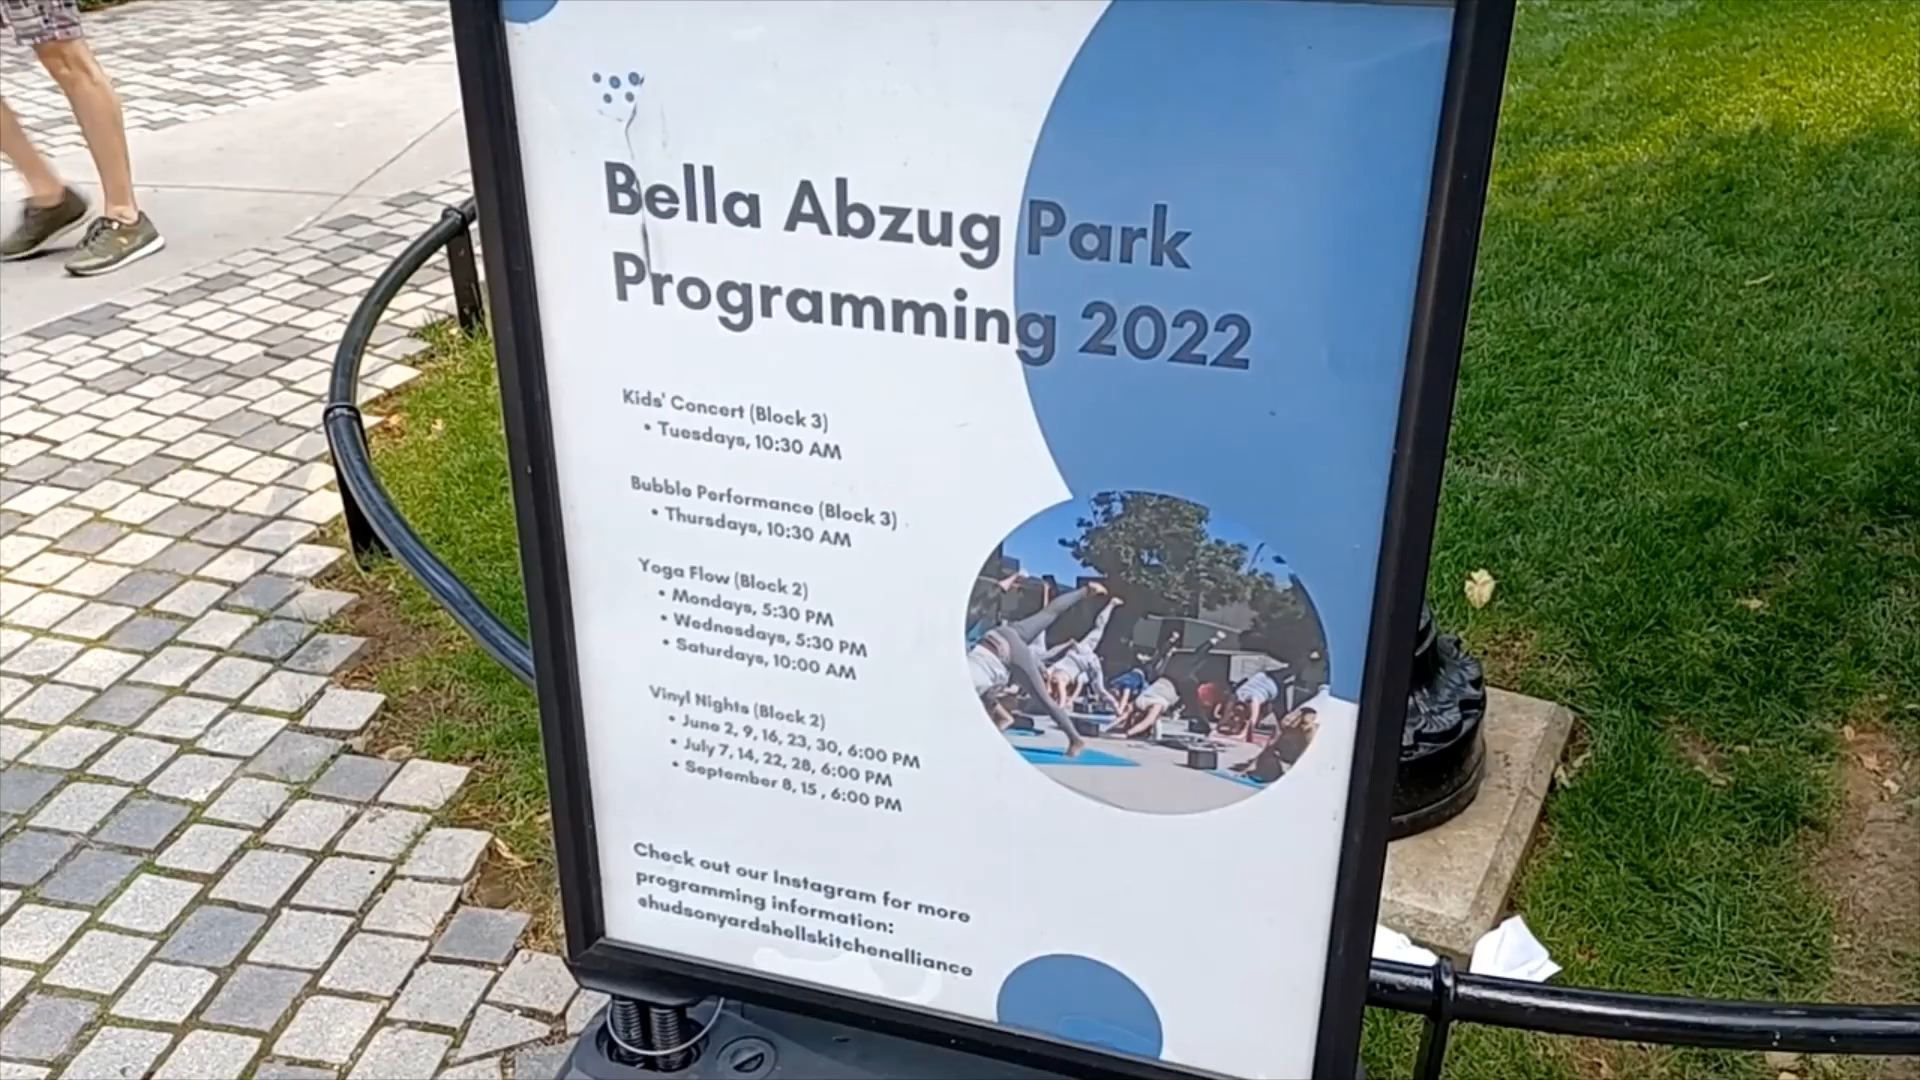 Bella Abzug Park
Programming 2022
Kids' Concert (Block 3)
• Tuesdays, 10:30 AM
Bubble Performance (Block 3)
• Thursdays, 10:30 AM
Yoga Flow (Block 2)
• Mondays, 5:30 PM
• Wednesdays, 5:30 PM
• Saturdays, 10:00 AM
Vinyl Nights (Block 2)
• June 2, 9, 16, 23, 30, 6:00 PM
• July 7, 14, 22, 28, 6:00 PM
• September 8, 15 , 6:00 PM
Check out our Instagram for more
programming information:
@hudsonyardshellskitchenalliance